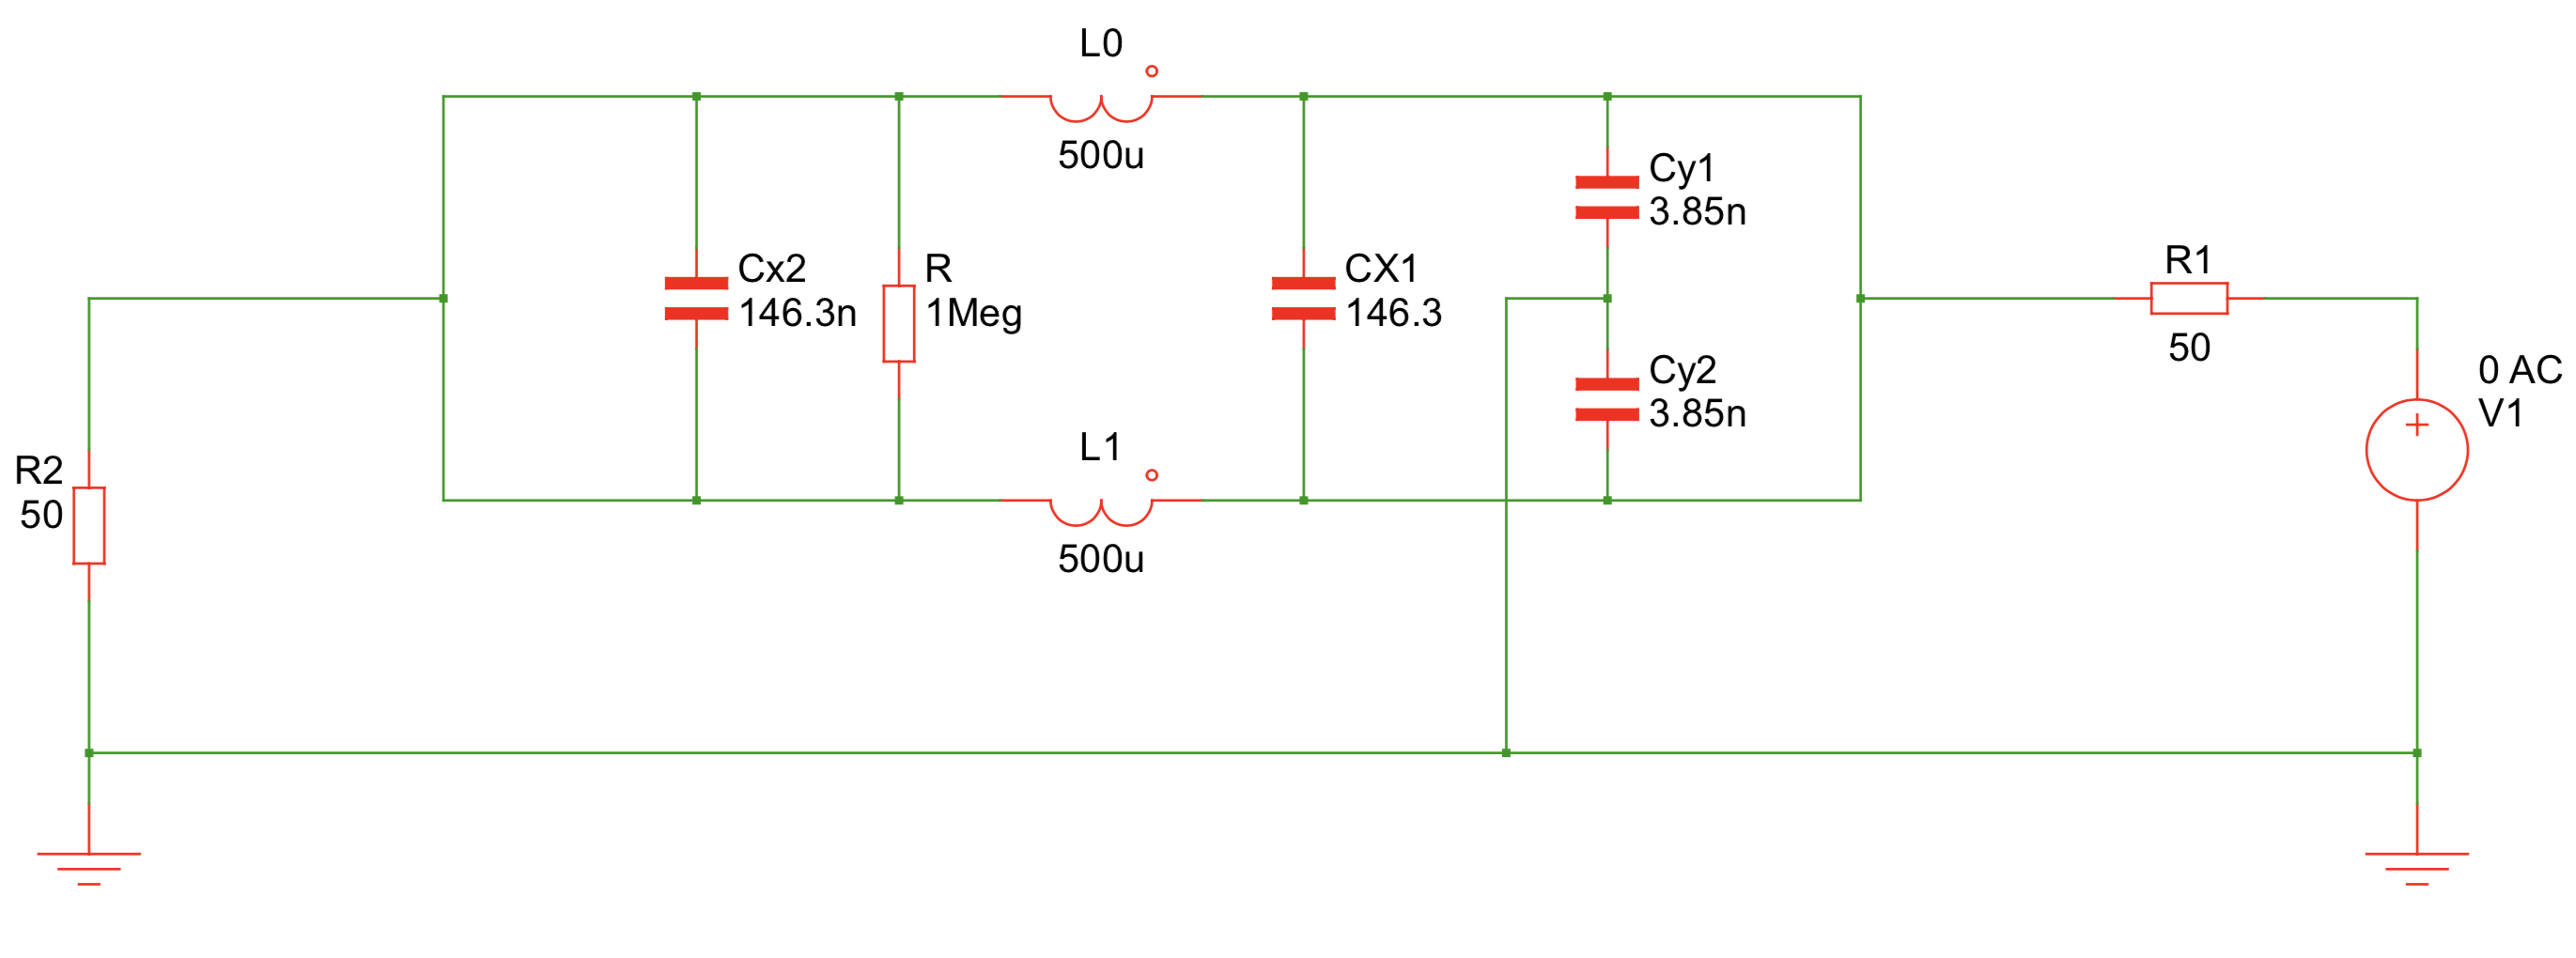 L0
500u
Cy1
3.85n
Cx2
146.3n
R
1Meg
CX1
146.3
R1
50
Cy2
3.85n
0 AC
V1
L1
500u
R2
50